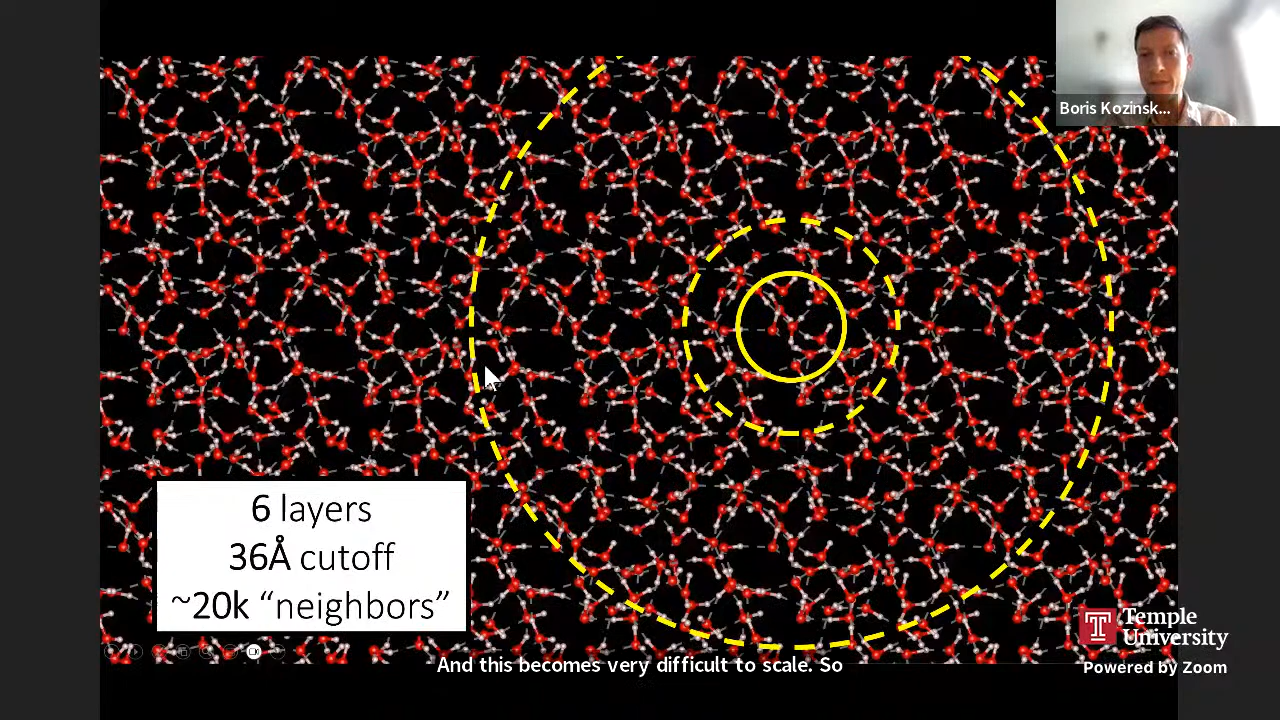 Boris Kozinsk...
6 layers
36Å cutoff
~20k “neighbors”
Temple
University
Powered by Zoom
And this becomes very difficult to scale. So